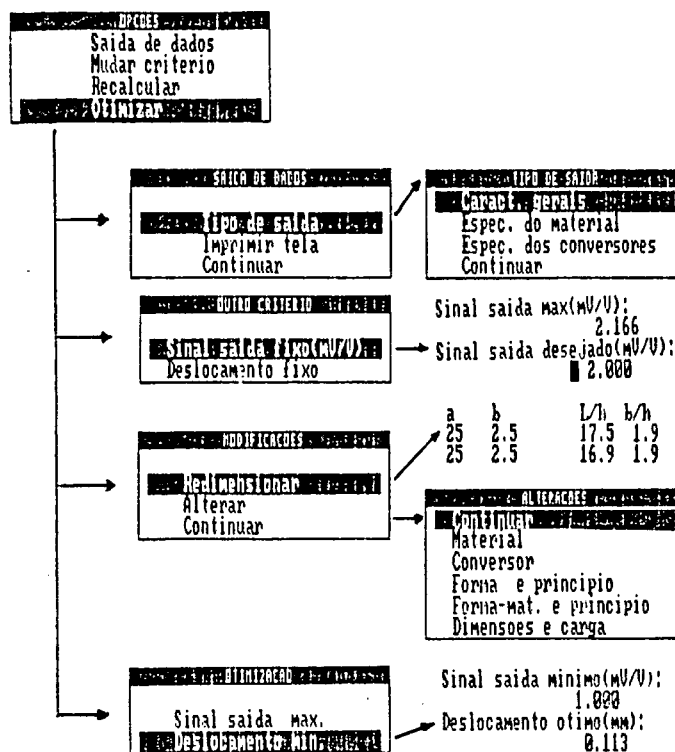 OPCOES
Saida de dados
Mudar criterio
Recalcular
Otimizar
SAIDA DE DADOS
Tipo de saida
Imprimir tela
Continuar
TIPO DE SAIDA
Caract. gerais
Espec. do material
Espec. dos conversores
Continuar
OUTRO CRITERIO
Sinal saida fixo(mV/V)
Deslocamento fixo
Sinal saida max(mV/V):
2.166
Sinal saida desejado(mV/V):
2.000
MODIFICACOES
Redimensionar
Alterar
Continuar
a b L/h b/h
25 2.5 17.5 1.9
25 2.5 16.9 1.9
ALTERACOES
Continuar
Material
Conversor
Forma e principio
Forma-mat. e principio
Dimensoes e carga
OTIMIZACAO
Sinal saida max.
Deslocamento min.
Sinal saida minimo(mV/V):
1.000
Deslocamento otimo(mm):
0.113